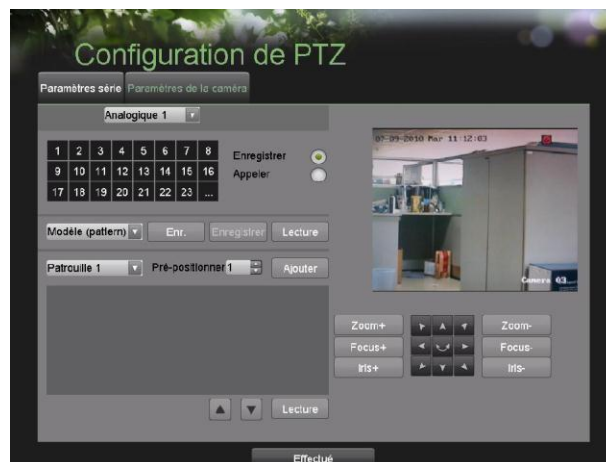 Configuration de PTZ
Paramètres série Paramètres de la caméra
Analogique 1
1 2 3 4 5 6 7 8
9 10 11 12 13 14 15 16
17 18 19 20 21 22 23 ...
Enregistrer
Appeler
Modèle (pattern) Enr. Enregistrer Lecture
Patrouille 1 Pré-positionner 1 Ajouter
Lecture
07-09-2010 Mar 11:12:03
Camera 03
Zoom+ Zoom-
Focus+ Focus-
Iris+ Iris-
Effectué